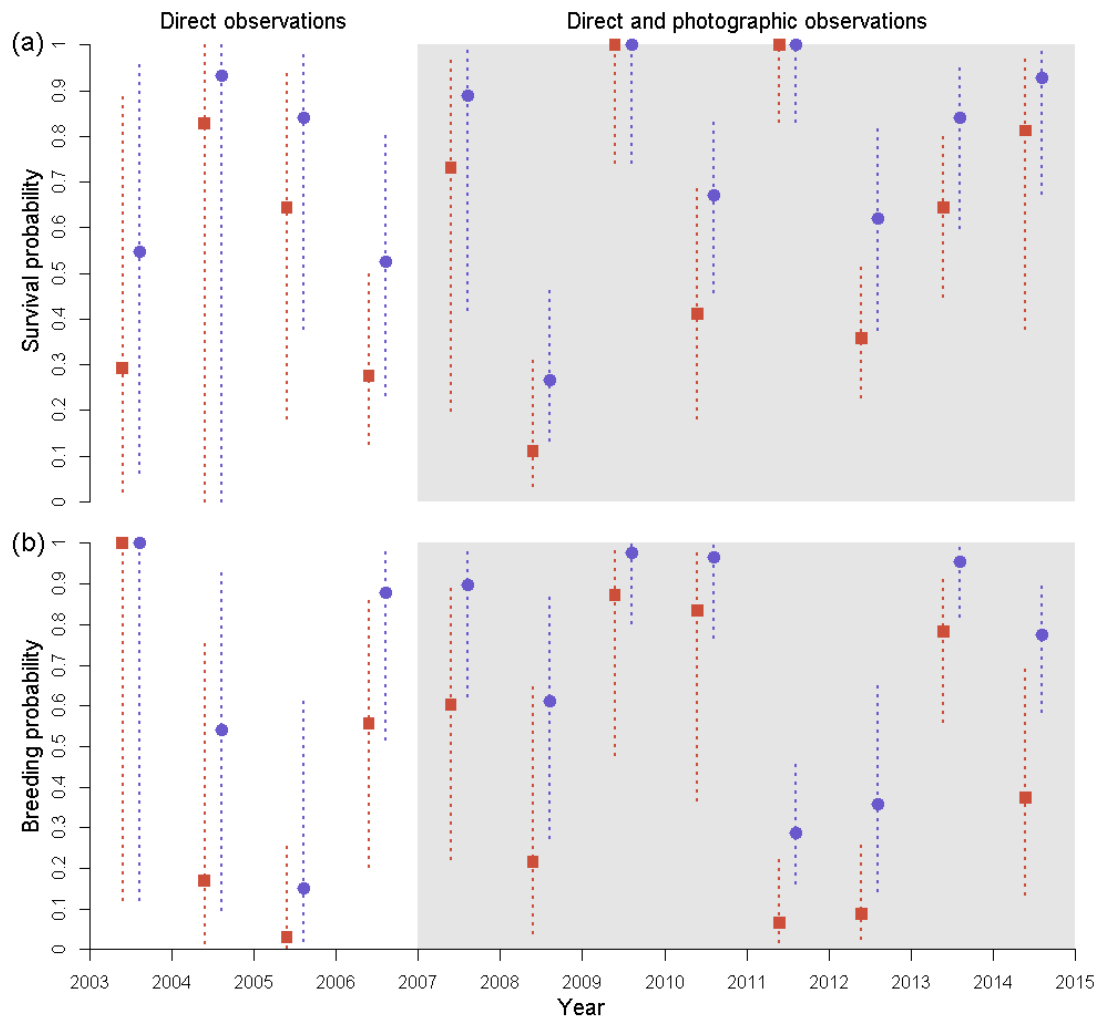 Direct observations
Direct and photographic observations
(a)
Survival probability
1
0.9
0.8
0.7
0.6
0.5
0.4
0.3
0.2
0.1
0
(b)
Breeding probability
1
0.9
0.8
0.7
0.6
0.5
0.4
0.3
0.2
0.1
0
2003 2004 2005 2006 2007 2008 2009 2010 2011 2012 2013 2014 2015
Year